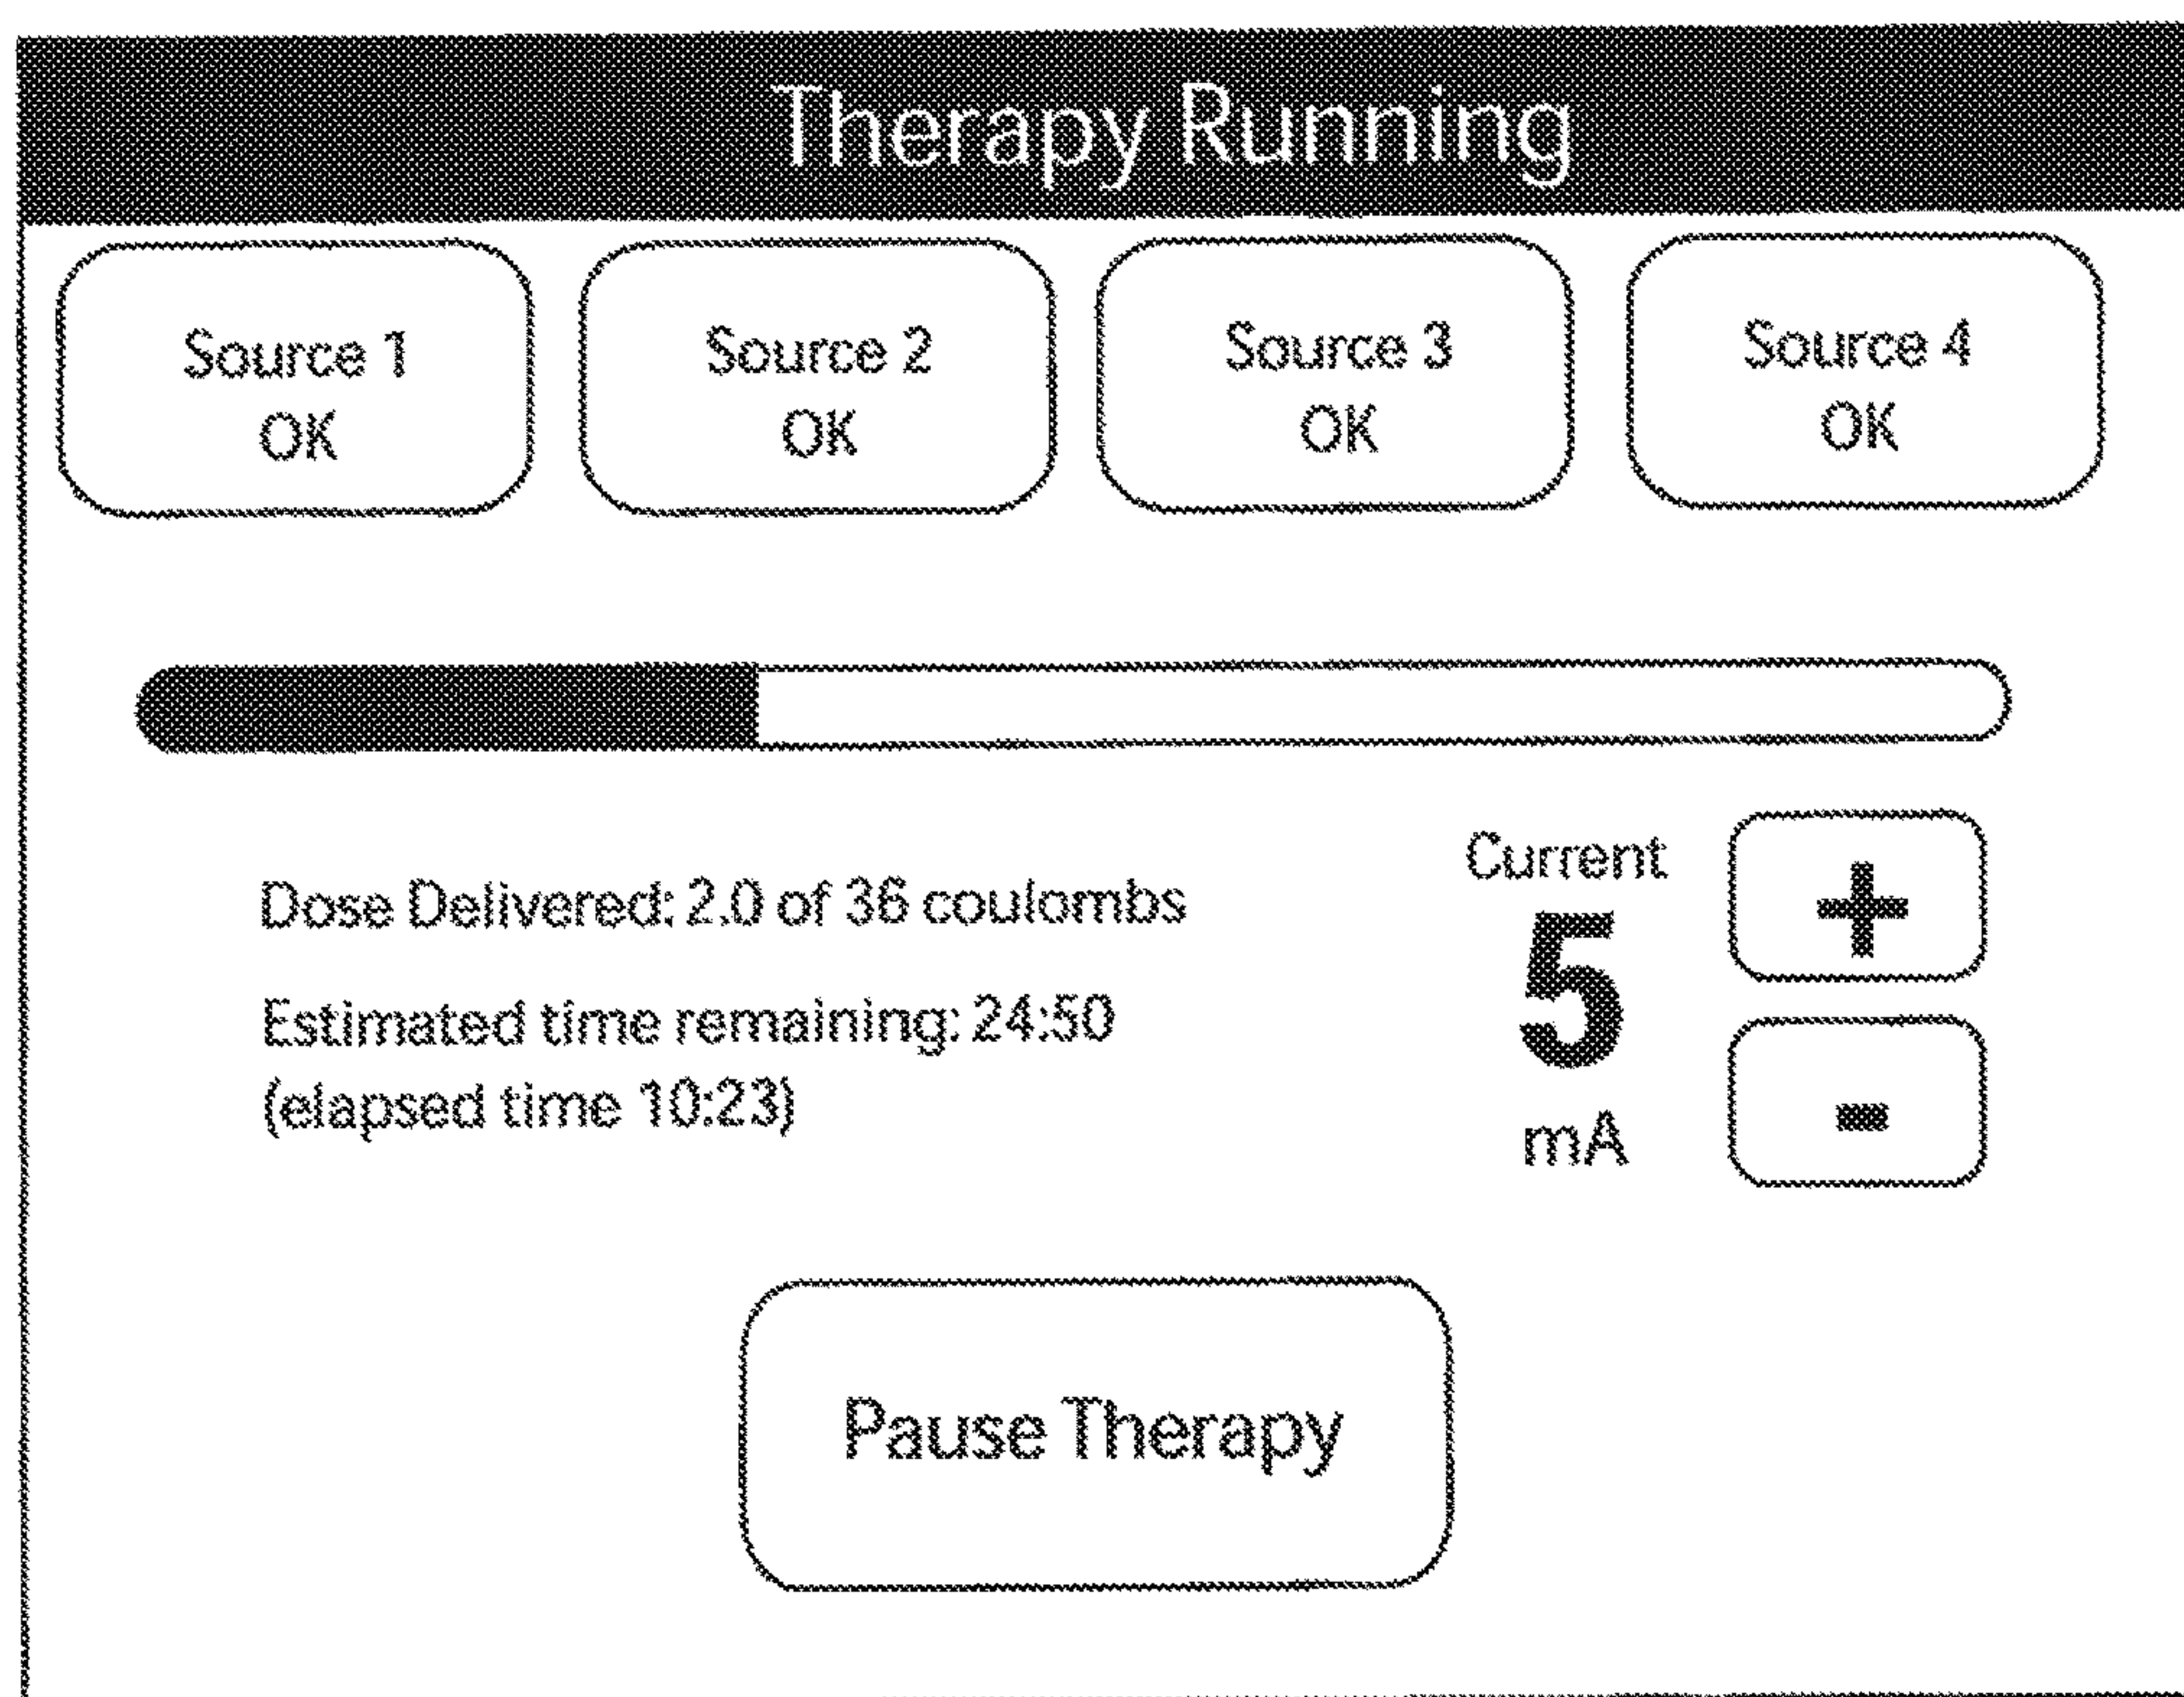 Therapy Running
Source 1
OK
Source 2
OK
Source 3
OK
Source 4
OK
Dose Delivered: 2.0 of 36 coulombs
Estimated time remaining: 24:50
(elapsed time 10:23)
Current
5
mA
+
-
Pause Therapy